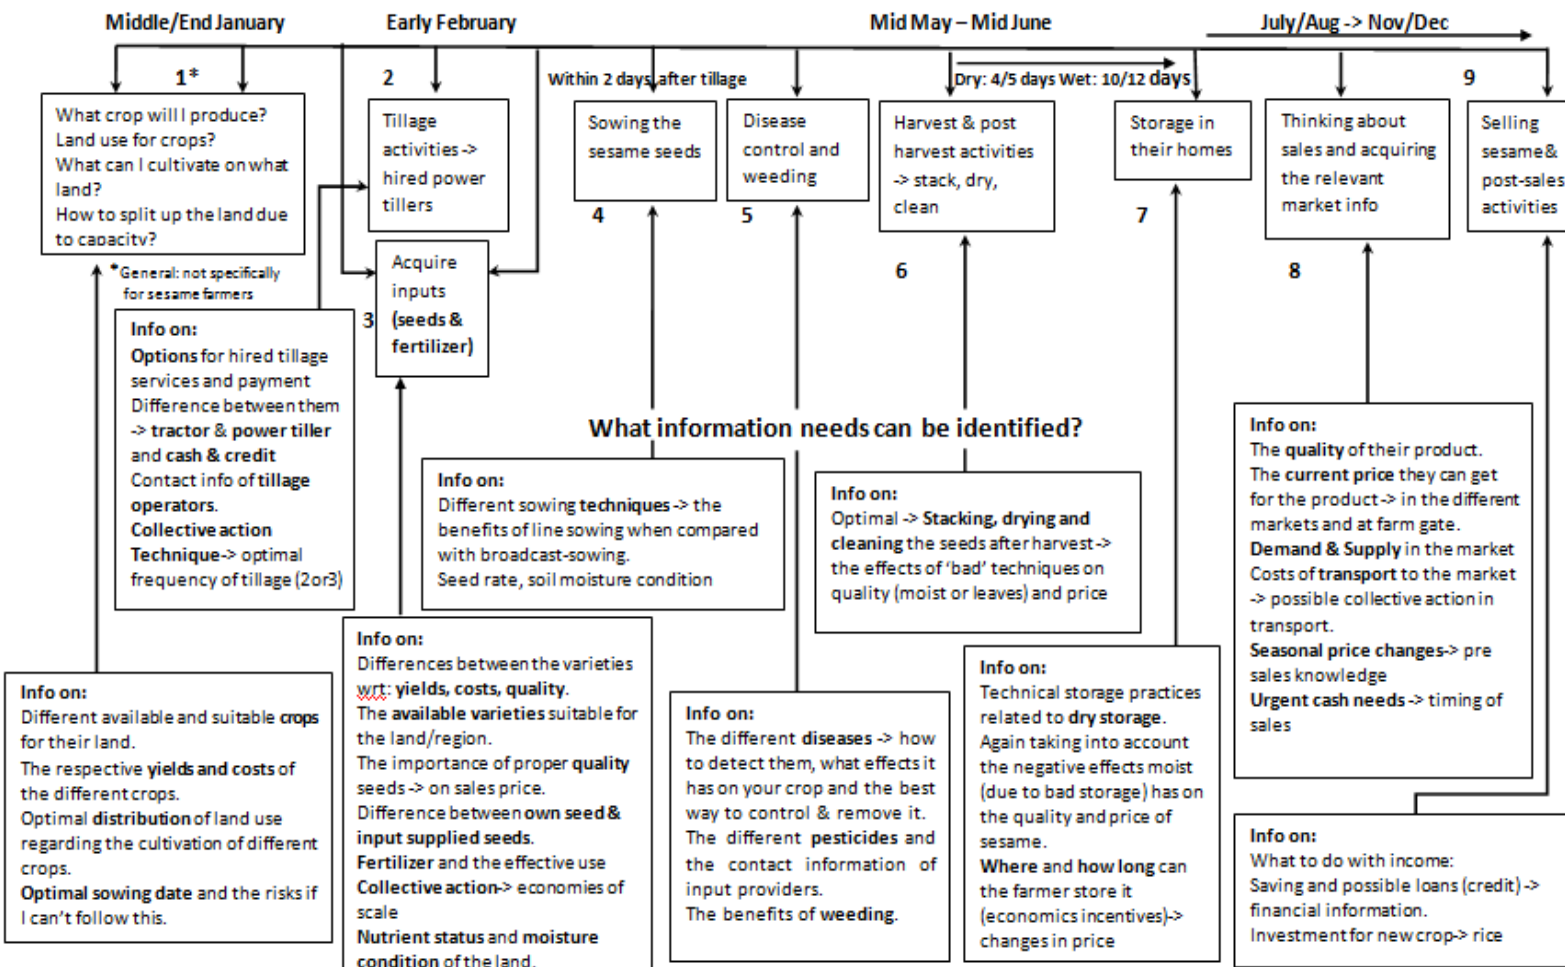 Middle/End January
Early February
Mid May – Mid June
July/Aug -> Nov/Dec
1*
2
Within 2 days after tillage
Dry: 4/5 days Wet: 10/12 days
9
What crop will I produce?
Land use for crops?
What can I cultivate on what
land?
How to split up the land due
to capacity?
Tillage
activities ->
hired power
tillers
Sowing the
sesame seeds
Disease
control and
weeding
Harvest & post
harvest activities
-> stack, dry,
clean
Storage in
their homes
Thinking about
sales and acquiring
the relevant
market info
Selling
sesame&
post-sales
activities
4
5
7
6
8
*General: not specifically
for sesame farmers
3
Acquire
inputs
(seeds &
fertilizer)
What information needs can be identified?
Info on:
Options for hired tillage
services and payment
Difference between them
-> tractor & power tiller
and cash & credit
Contact info of tillage
operators.
Collective action
Technique-> optimal
frequency of tillage (2or3)
Info on:
Different sowing techniques -> the
benefits of line sowing when compared
with broadcast-sowing.
Seed rate, soil moisture condition
Info on:
Optimal -> Stacking, drying and
cleaning the seeds after harvest->
the effects of 'bad' techniques on
quality (moist or leaves) and price
Info on:
The quality of their product.
The current price they can get
for the product -> in the different
markets and at farm gate.
Demand & Supply in the market
Costs of transport to the market
-> possible collective action in
transport.
Seasonal price changes-> pre
sales knowledge
Urgent cash needs -> timing of
sales
Info on:
Different available and suitable crops
for their land.
The respective yields and costs of
the different crops.
Optimal distribution of land use
regarding the cultivation of different
crops.
Optimal sowing date and the risks if
I can't follow this.
Info on:
Differences between the varieties
wrt: yields, costs, quality.
The available varieties suitable for
the land/region.
The importance of proper quality
seeds -> on sales price.
Difference between own seed &
input supplied seeds.
Fertilizer and the effective use
Collective action-> economies of
scale
Nutrient status and moisture
condition of the land.
Info on:
The different diseases -> how
to detect them, what effects it
has on your crop and the best
way to control & remove it.
The different pesticides and
the contact information of
input providers.
The benefits of weeding.
Info on:
Technical storage practices
related to dry storage.
Again taking into account
the negative effects moist
(due to bad storage) has on
the quality and price of
sesame.
Where and how long can
the farmer store it
(economics incentives)->
changes in price
Info on:
What to do with income:
Saving and possible loans (credit) ->
financial information.
Investment for new crop-> rice